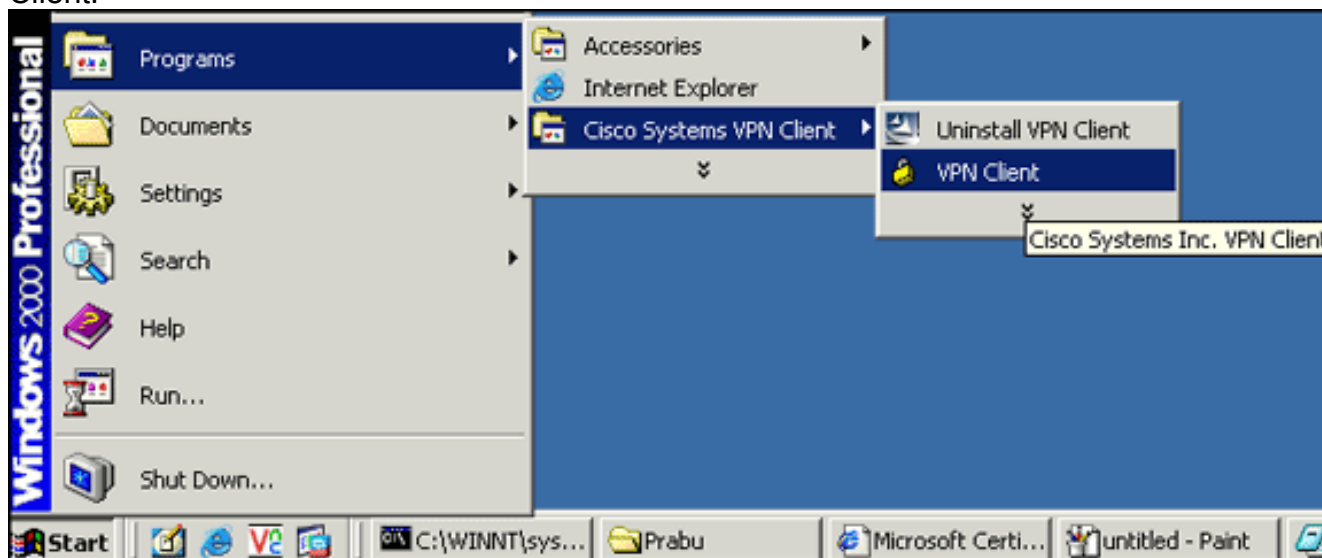 Client.
Windows 2000 Professional
Programs
Documents
Settings
Search
Help
Run...
Shut Down...
Accessories
Internet Explorer
Cisco Systems VPN Client
Uninstall VPN Client
VPN Client
Cisco Systems Inc. VPN Client
Start
C:\WINNT\sys...
Prabu
Microsoft Certi...
untitled - Paint